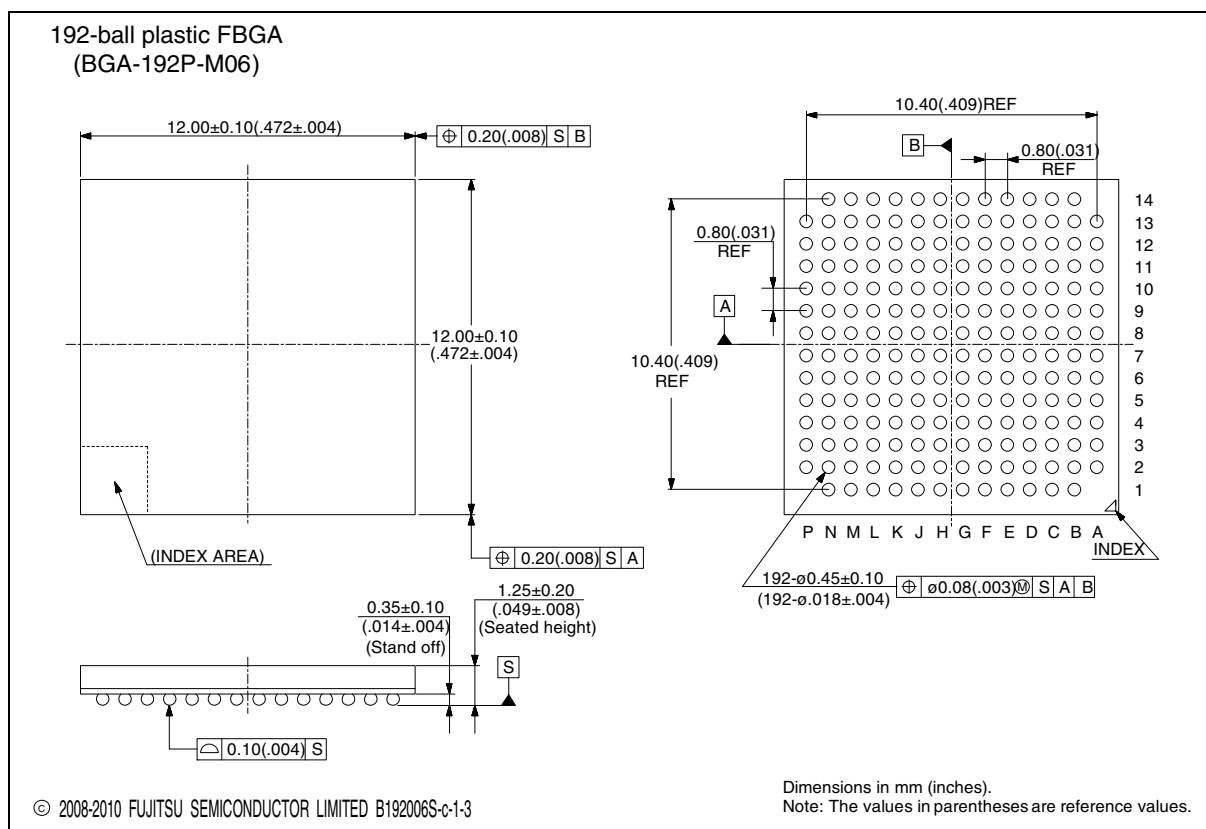 192-ball plastic FBGA
(BGA-192P-M06)
12.00±0.10(.472±.004)
⌖ 0.20(.008) S B
12.00±0.10
(.472±.004)
(INDEX AREA)
⌖ 0.20(.008) S A
10.40(.409)REF
B
0.80(.031)
REF
0.80(.031)
REF
A
10.40(.409)
REF
14
13
12
11
10
9
8
7
6
5
4
3
2
1
P N M L K J H G F E D C B A
INDEX
192-ø0.45±0.10
(192-ø.018±.004)
⌖ ø0.08(.003)Ⓜ S A B
0.35±0.10
(.014±.004)
(Stand off)
1.25±0.20
(.049±.008)
(Seated height)
S
⌓ 0.10(.004) S
© 2008-2010 FUJITSU SEMICONDUCTOR LIMITED B192006S-c-1-3
Dimensions in mm (inches).
Note: The values in parentheses are reference values.